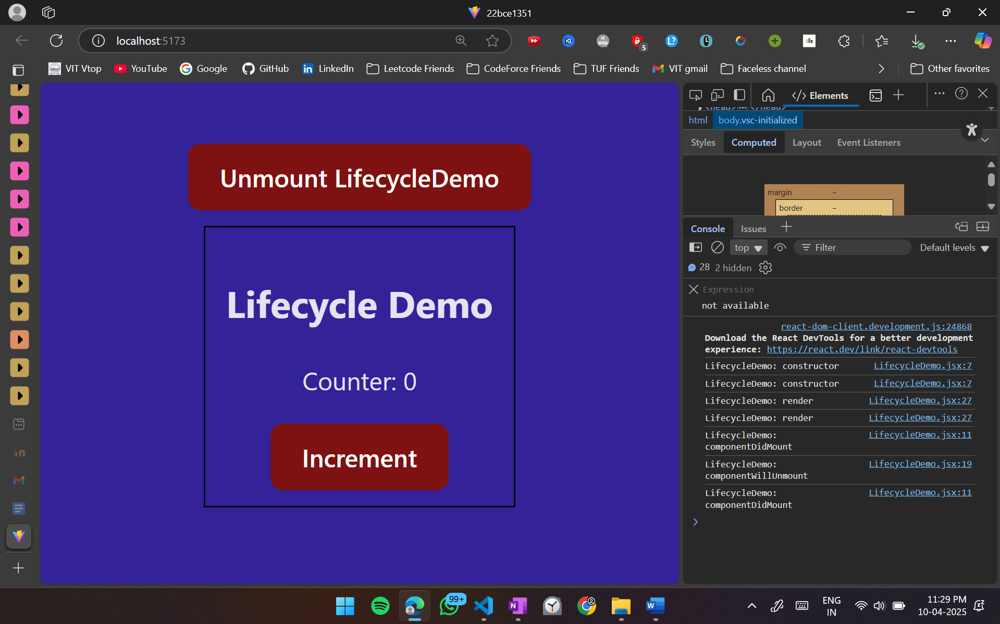 22bce1351
localhost:5173
5
VIT Vtop
YouTube
Google
GitHub
LinkedIn
Leetcode Friends
CodeForce Friends
TUF Friends
VIT gmail
Faceless channel
Other favorites
Unmount LifecycleDemo
Lifecycle Demo
Counter: 0
Increment
Elements
html
body.vsc-initialized
Styles
Computed
Layout
Event Listeners
margin
–
border
–
Console
Issues
top
Filter
Default levels
28
2 hidden
Expression
not available
react-dom-client.development.js:24868
Download the React DevTools for a better development
experience: https://react.dev/link/react-devtools
LifecycleDemo: constructor LifecycleDemo.jsx:7
LifecycleDemo: constructor LifecycleDemo.jsx:7
LifecycleDemo: render LifecycleDemo.jsx:27
LifecycleDemo: render LifecycleDemo.jsx:27
LifecycleDemo: LifecycleDemo.jsx:11
componentDidMount
LifecycleDemo: LifecycleDemo.jsx:19
componentWillUnmount
LifecycleDemo: LifecycleDemo.jsx:11
componentDidMount
99+
ENG
IN
11:29 PM
10-04-2025